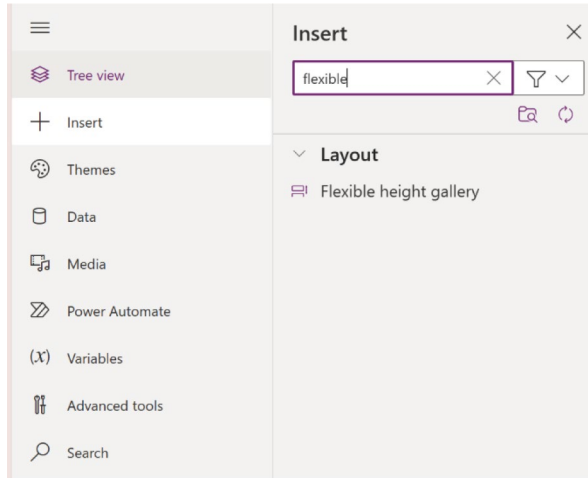 Tree view
Insert
Themes
Data
Media
Power Automate
(x) Variables
Advanced tools
Search
Insert
flexible
Layout
Flexible height gallery